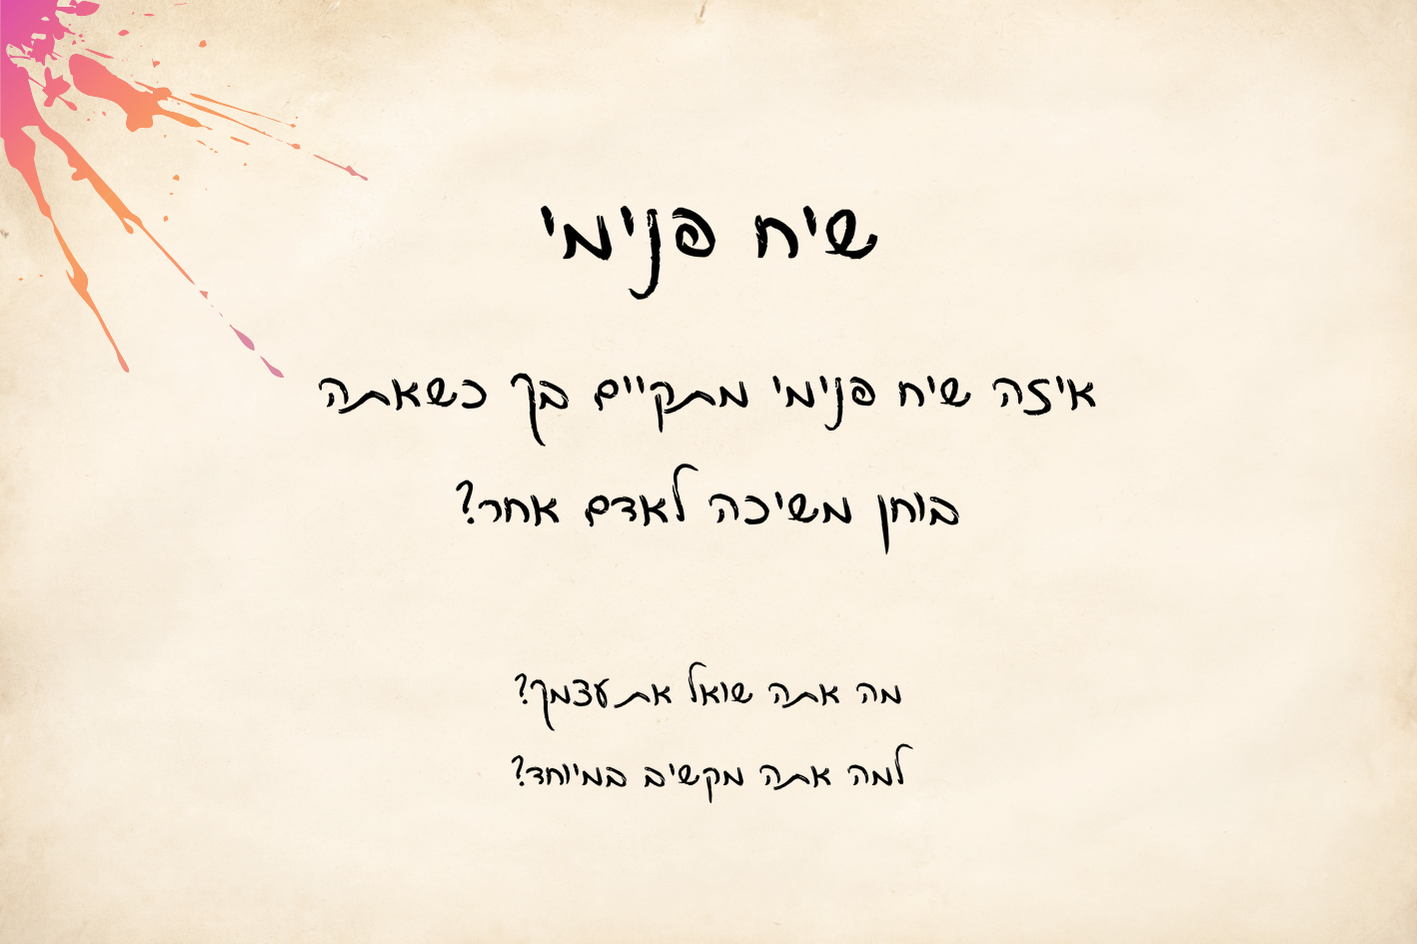 שיח פנימי
איזה שיח פנימי מתקיים בך כשאתה
בוחן משיכה לאדם אחר?
מה אתה שואל את עצמך?
למה אתה מקשיב במיוחד?